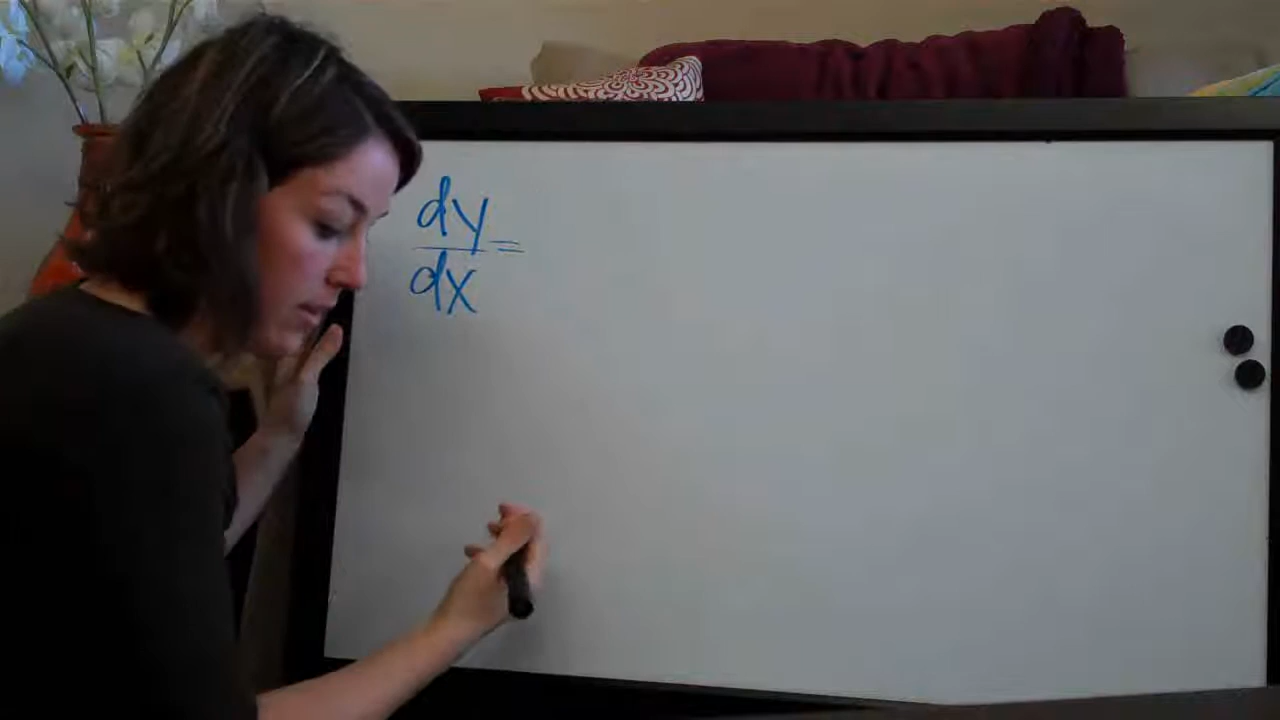 dy/dx =